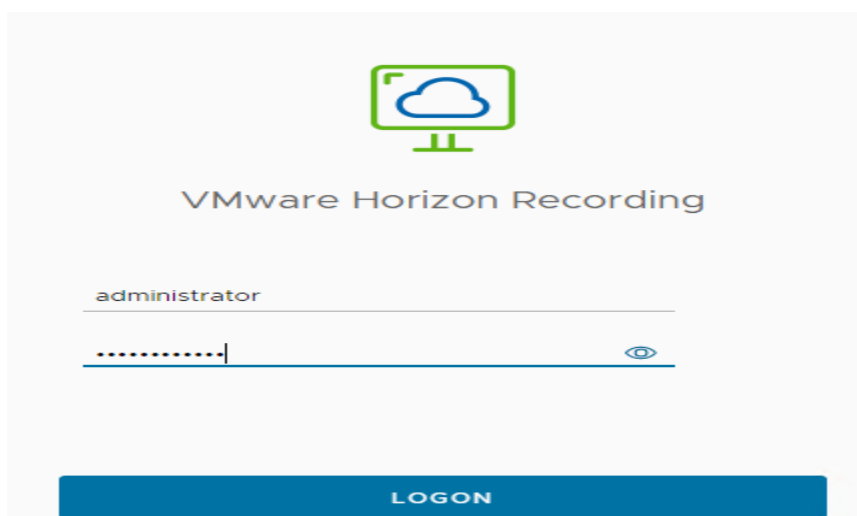 VMware Horizon Recording
administrator
••••••••••••
LOGON